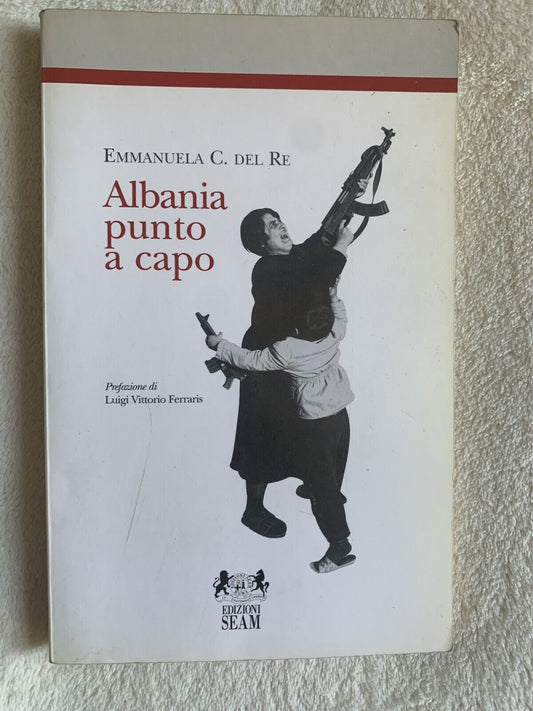 EMMANUELA C. DEL RE
Albania
punto
a capo
Prefazione di
Luigi Vittorio Ferraris
EDIZIONI
SEAM